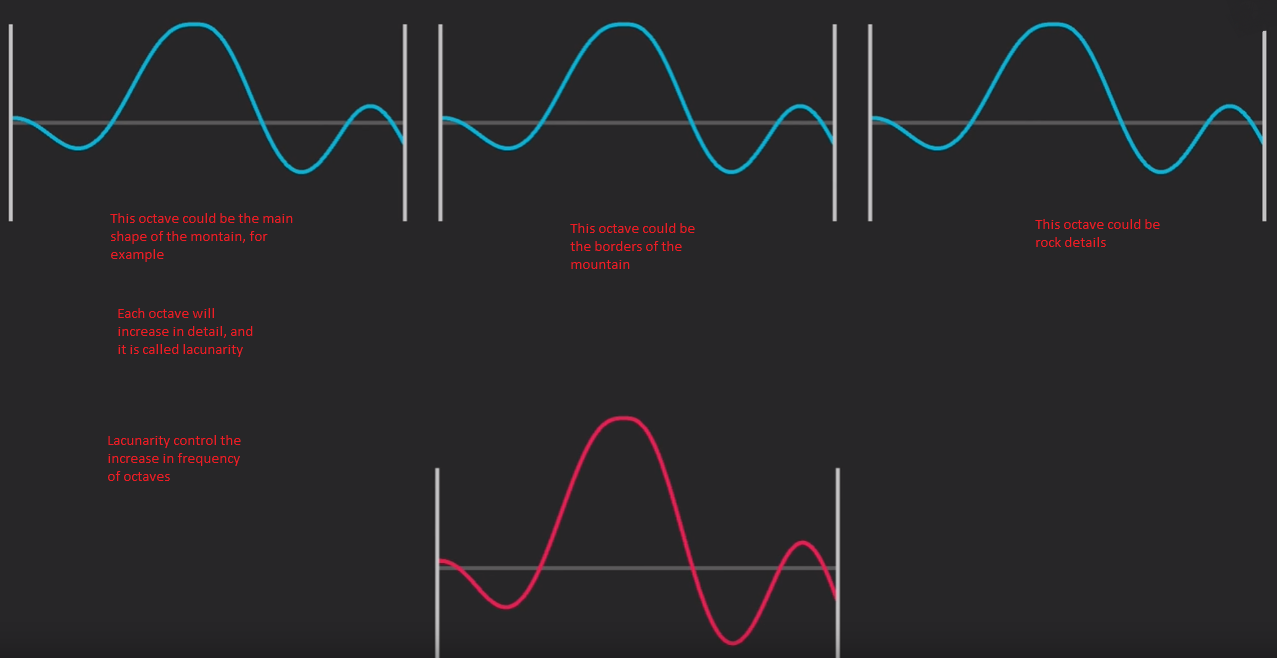 This octave could be the main
shape of the montain, for
example
This octave could be
the borders of the
mountain
This octave could be
rock details
Each octave will
increase in detail, and
it is called lacunarity
Lacunarity control the
increase in frequency
of octaves